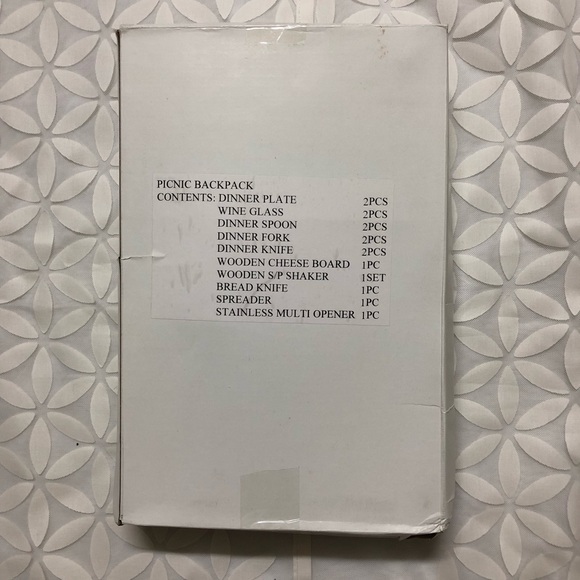 PICNIC BACKPACK
CONTENTS: DINNER PLATE 2PCS
WINE GLASS 2PCS
DINNER SPOON 2PCS
DINNER FORK 2PCS
DINNER KNIFE 2PCS
WOODEN CHEESE BOARD 1PC
WOODEN S/P SHAKER 1SET
BREAD KNIFE 1PC
SPREADER 1PC
STAINLESS MULTI OPENER 1PC